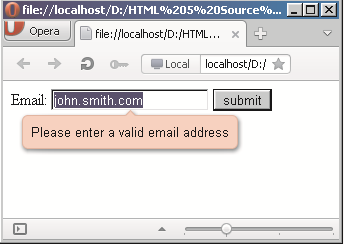 file://localhost/D:/HTML%205%20Source%...
Opera
file://localhost/D:/HTML...
Local
localhost/D:/
Email:
john.smith.com
submit
Please enter a valid email address